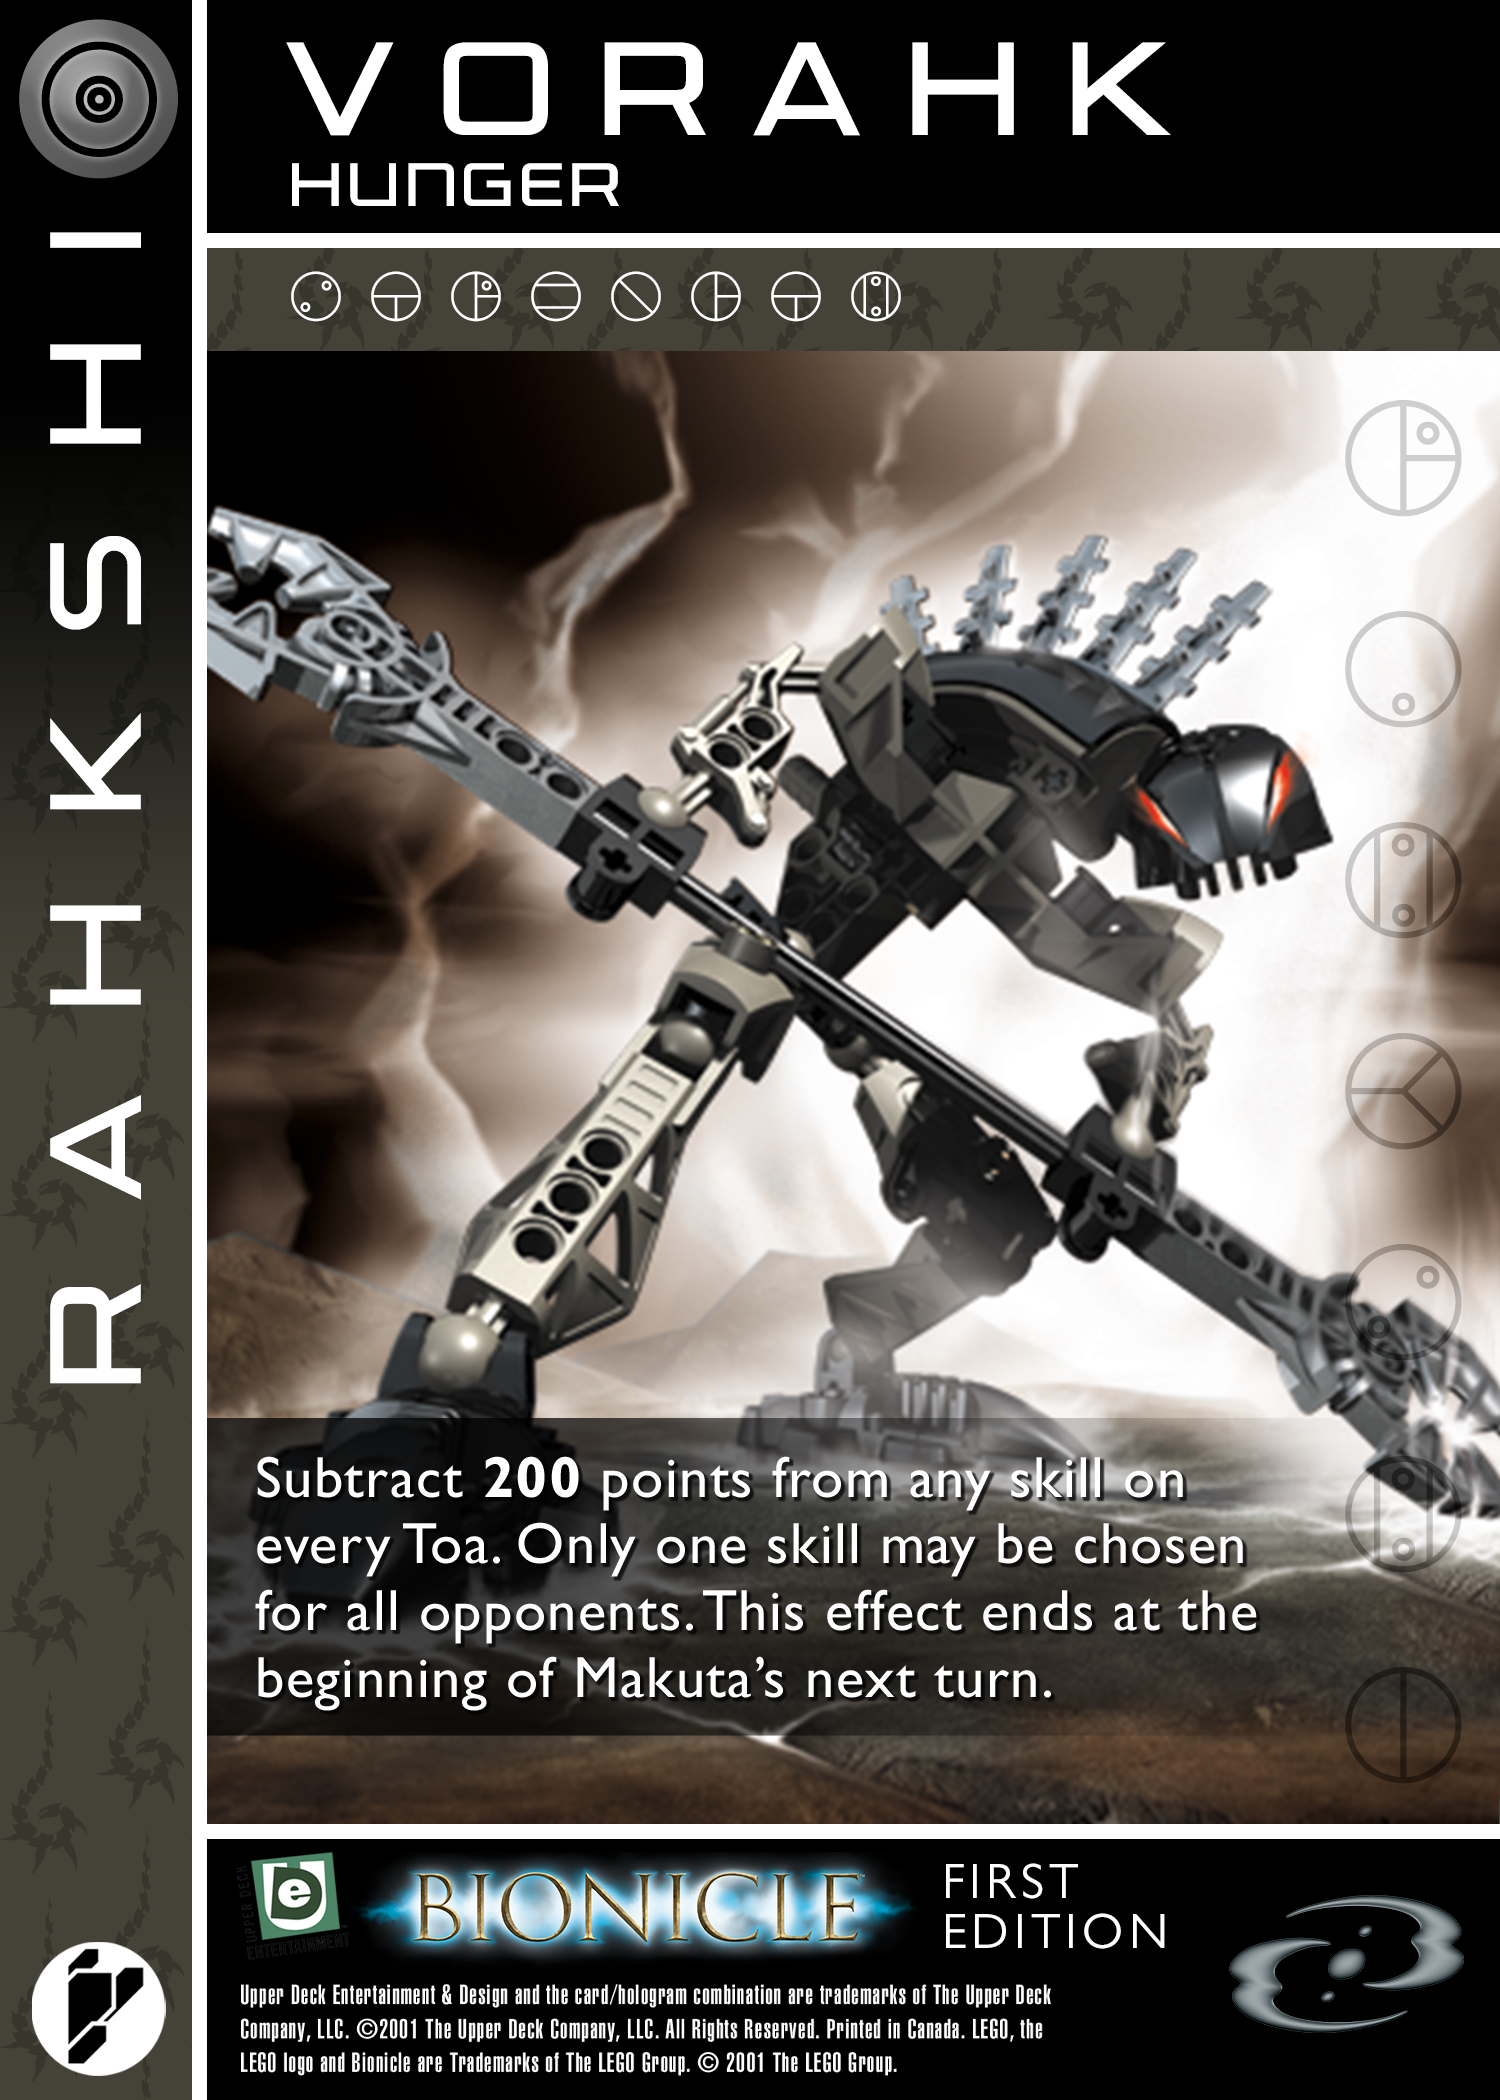 VORAHK
HUNGER
RAHKSHI
Subtract 200 points from any skill on
every Toa. Only one skill may be chosen
for all opponents. This effect ends at the
beginning of Makuta’s next turn.
UPPER DECK
e
ENTERTAINMENT
BIONICLE
FIRST
EDITION
Upper Deck Entertainment & Design and the card/hologram combination are trademarks of The Upper Deck
Company, LLC. ©2001 The Upper Deck Company, LLC. All Rights Reserved. Printed in Canada. LEGO, the
LEGO logo and Bionicle are Trademarks of The LEGO Group. © 2001 The LEGO Group.